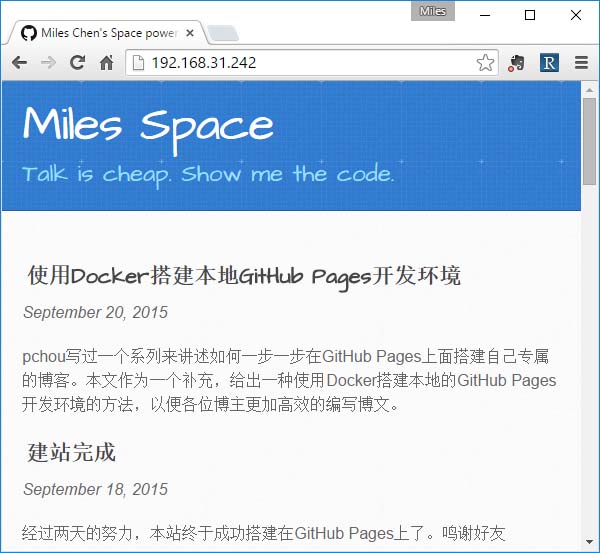 Miles
Miles Chen's Space power
192.168.31.242
R
Miles Space
Talk is cheap. Show me the code.
使用Docker搭建本地GitHub Pages开发环境
September 20, 2015
pchou写过一个系列来讲述如何一步一步在GitHub Pages上面搭建自己专属
的博客。本文作为一个补充，给出一种使用Docker搭建本地的GitHub Pages
开发环境的方法，以便各位博主更加高效的编写博文。
建站完成
September 18, 2015
经过两天的努力，本站终于成功搭建在GitHub Pages上了。鸣谢好友